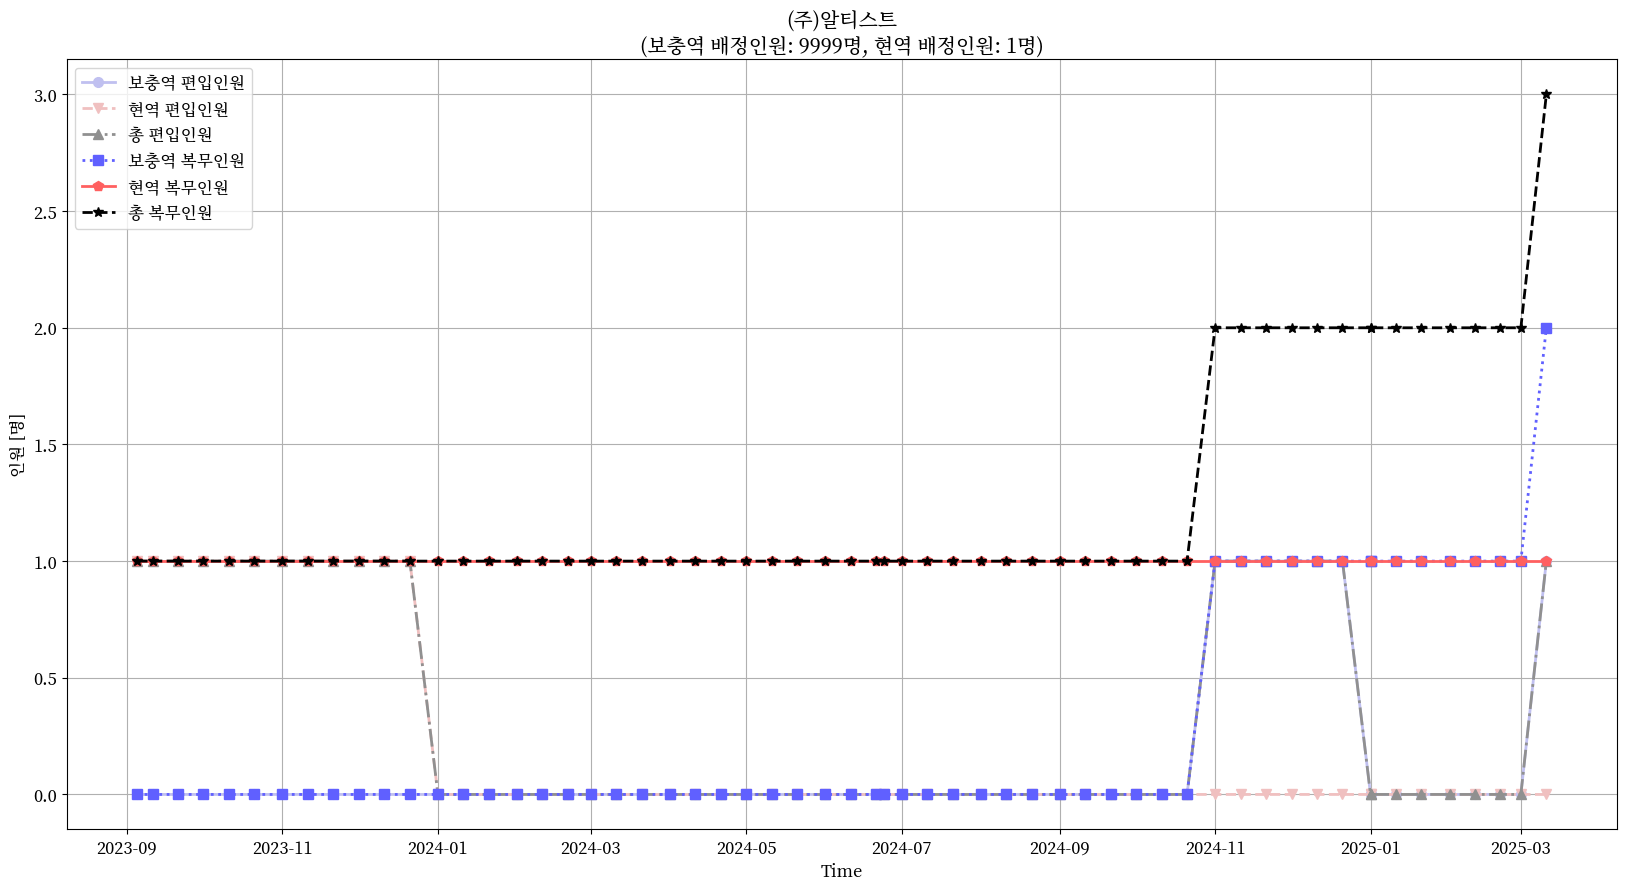 (주)알티스트
(보충역 배정인원: 9999명, 현역 배정인원: 1명)
보충역 편입인원
현역 편입인원
총 편입인원
보충역 복무인원
현역 복무인원
총 복무인원
인원 [명]
3.0
2.5
2.0
1.5
1.0
0.5
0.0
2023-09
2023-11
2024-01
2024-03
2024-05
2024-07
2024-09
2024-11
2025-01
2025-03
Time